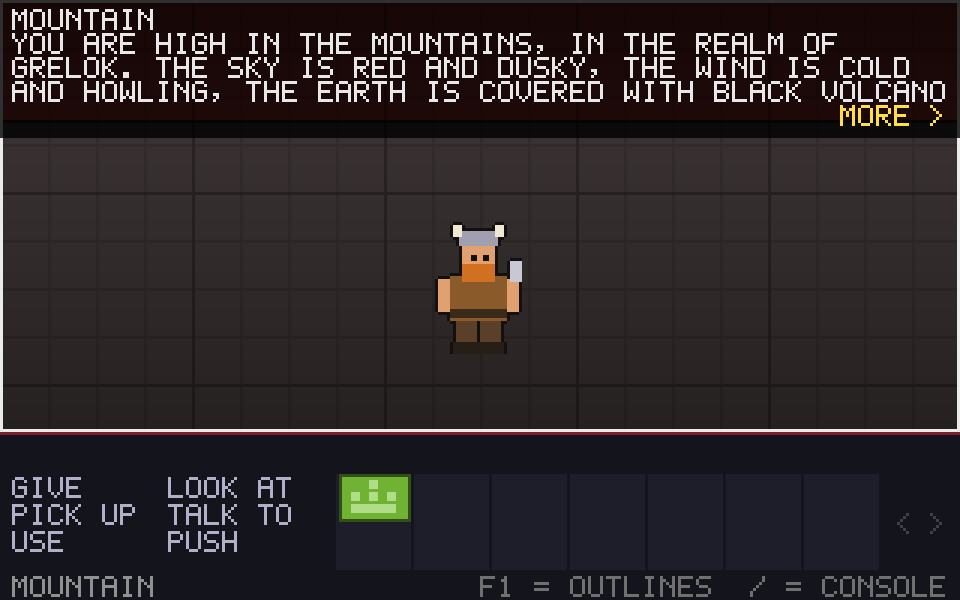 MOUNTAIN
YOU ARE HIGH IN THE MOUNTAINS, IN THE REALM OF
GRELOK. THE SKY IS RED AND DUSKY, THE WIND IS COLD
AND HOWLING, THE EARTH IS COVERED WITH BLACK VOLCANO
MORE >
GIVE LOOK AT
PICK UP TALK TO
USE PUSH
< >
MOUNTAIN F1 = OUTLINES / = CONSOLE